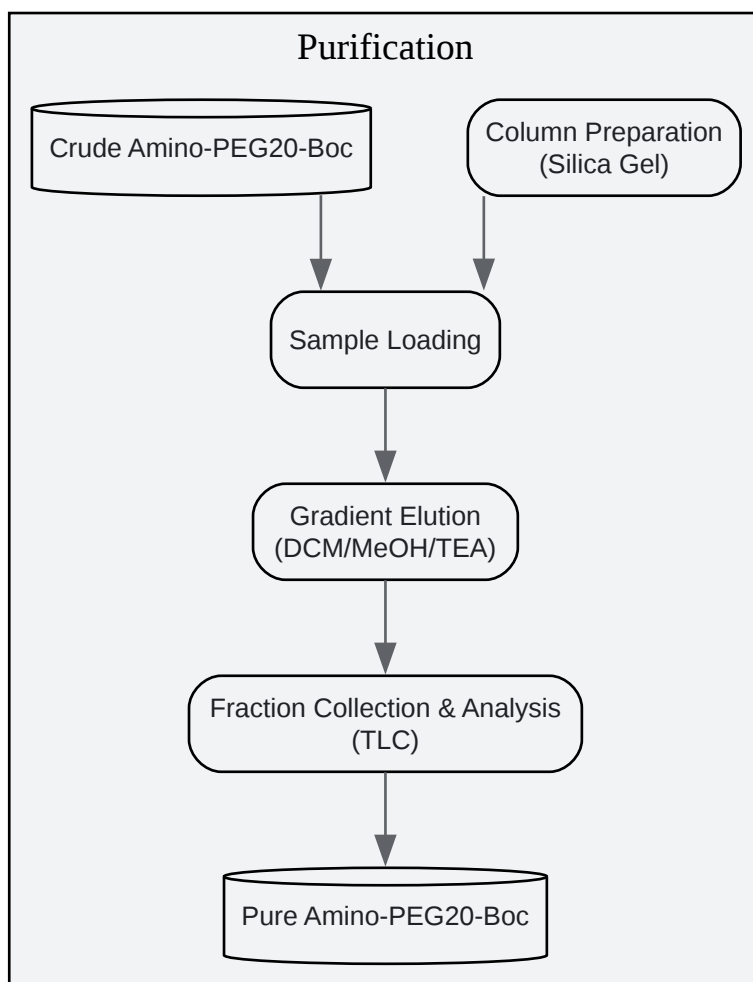 Purification
Crude Amino-PEG20-Boc
Column Preparation
(Silica Gel)
Sample Loading
Gradient Elution
(DCM/MeOH/TEA)
Fraction Collection & Analysis
(TLC)
Pure Amino-PEG20-Boc